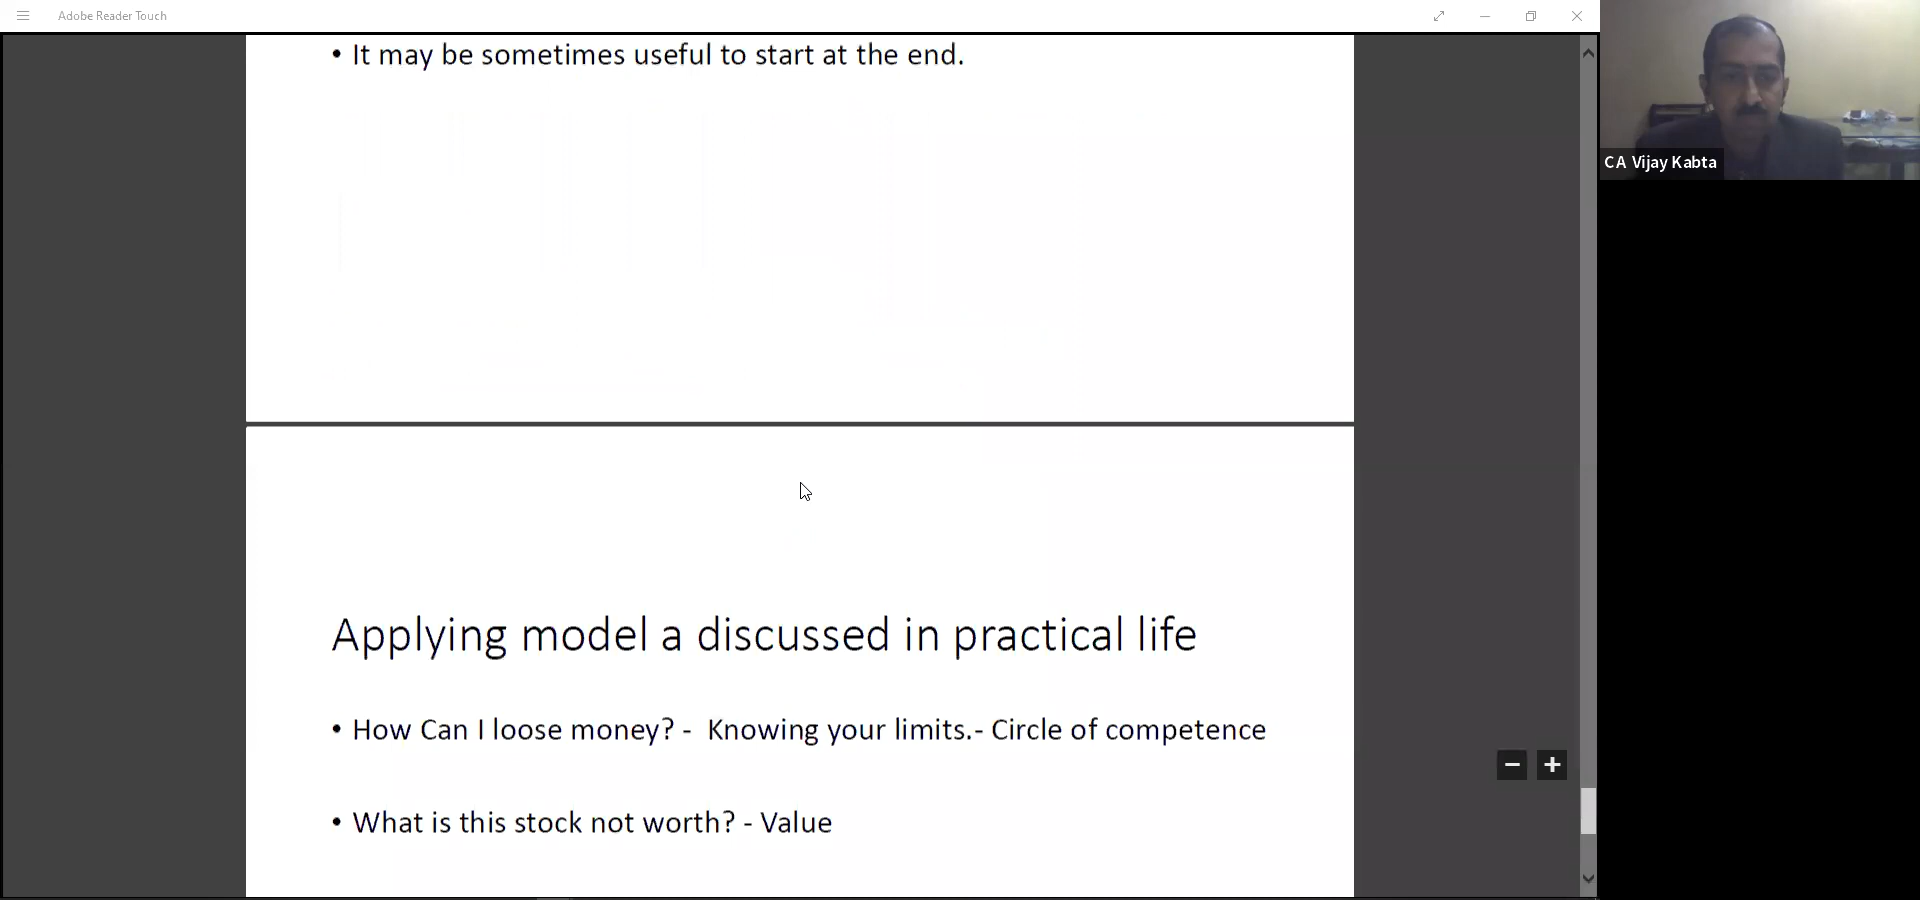 Adobe Reader Touch
• It may be sometimes useful to start at the end.
CA Vijay Kabta
Applying model a discussed in practical life
• How Can I loose money? -  Knowing your limits.- Circle of competence
• What is this stock not worth? - Value